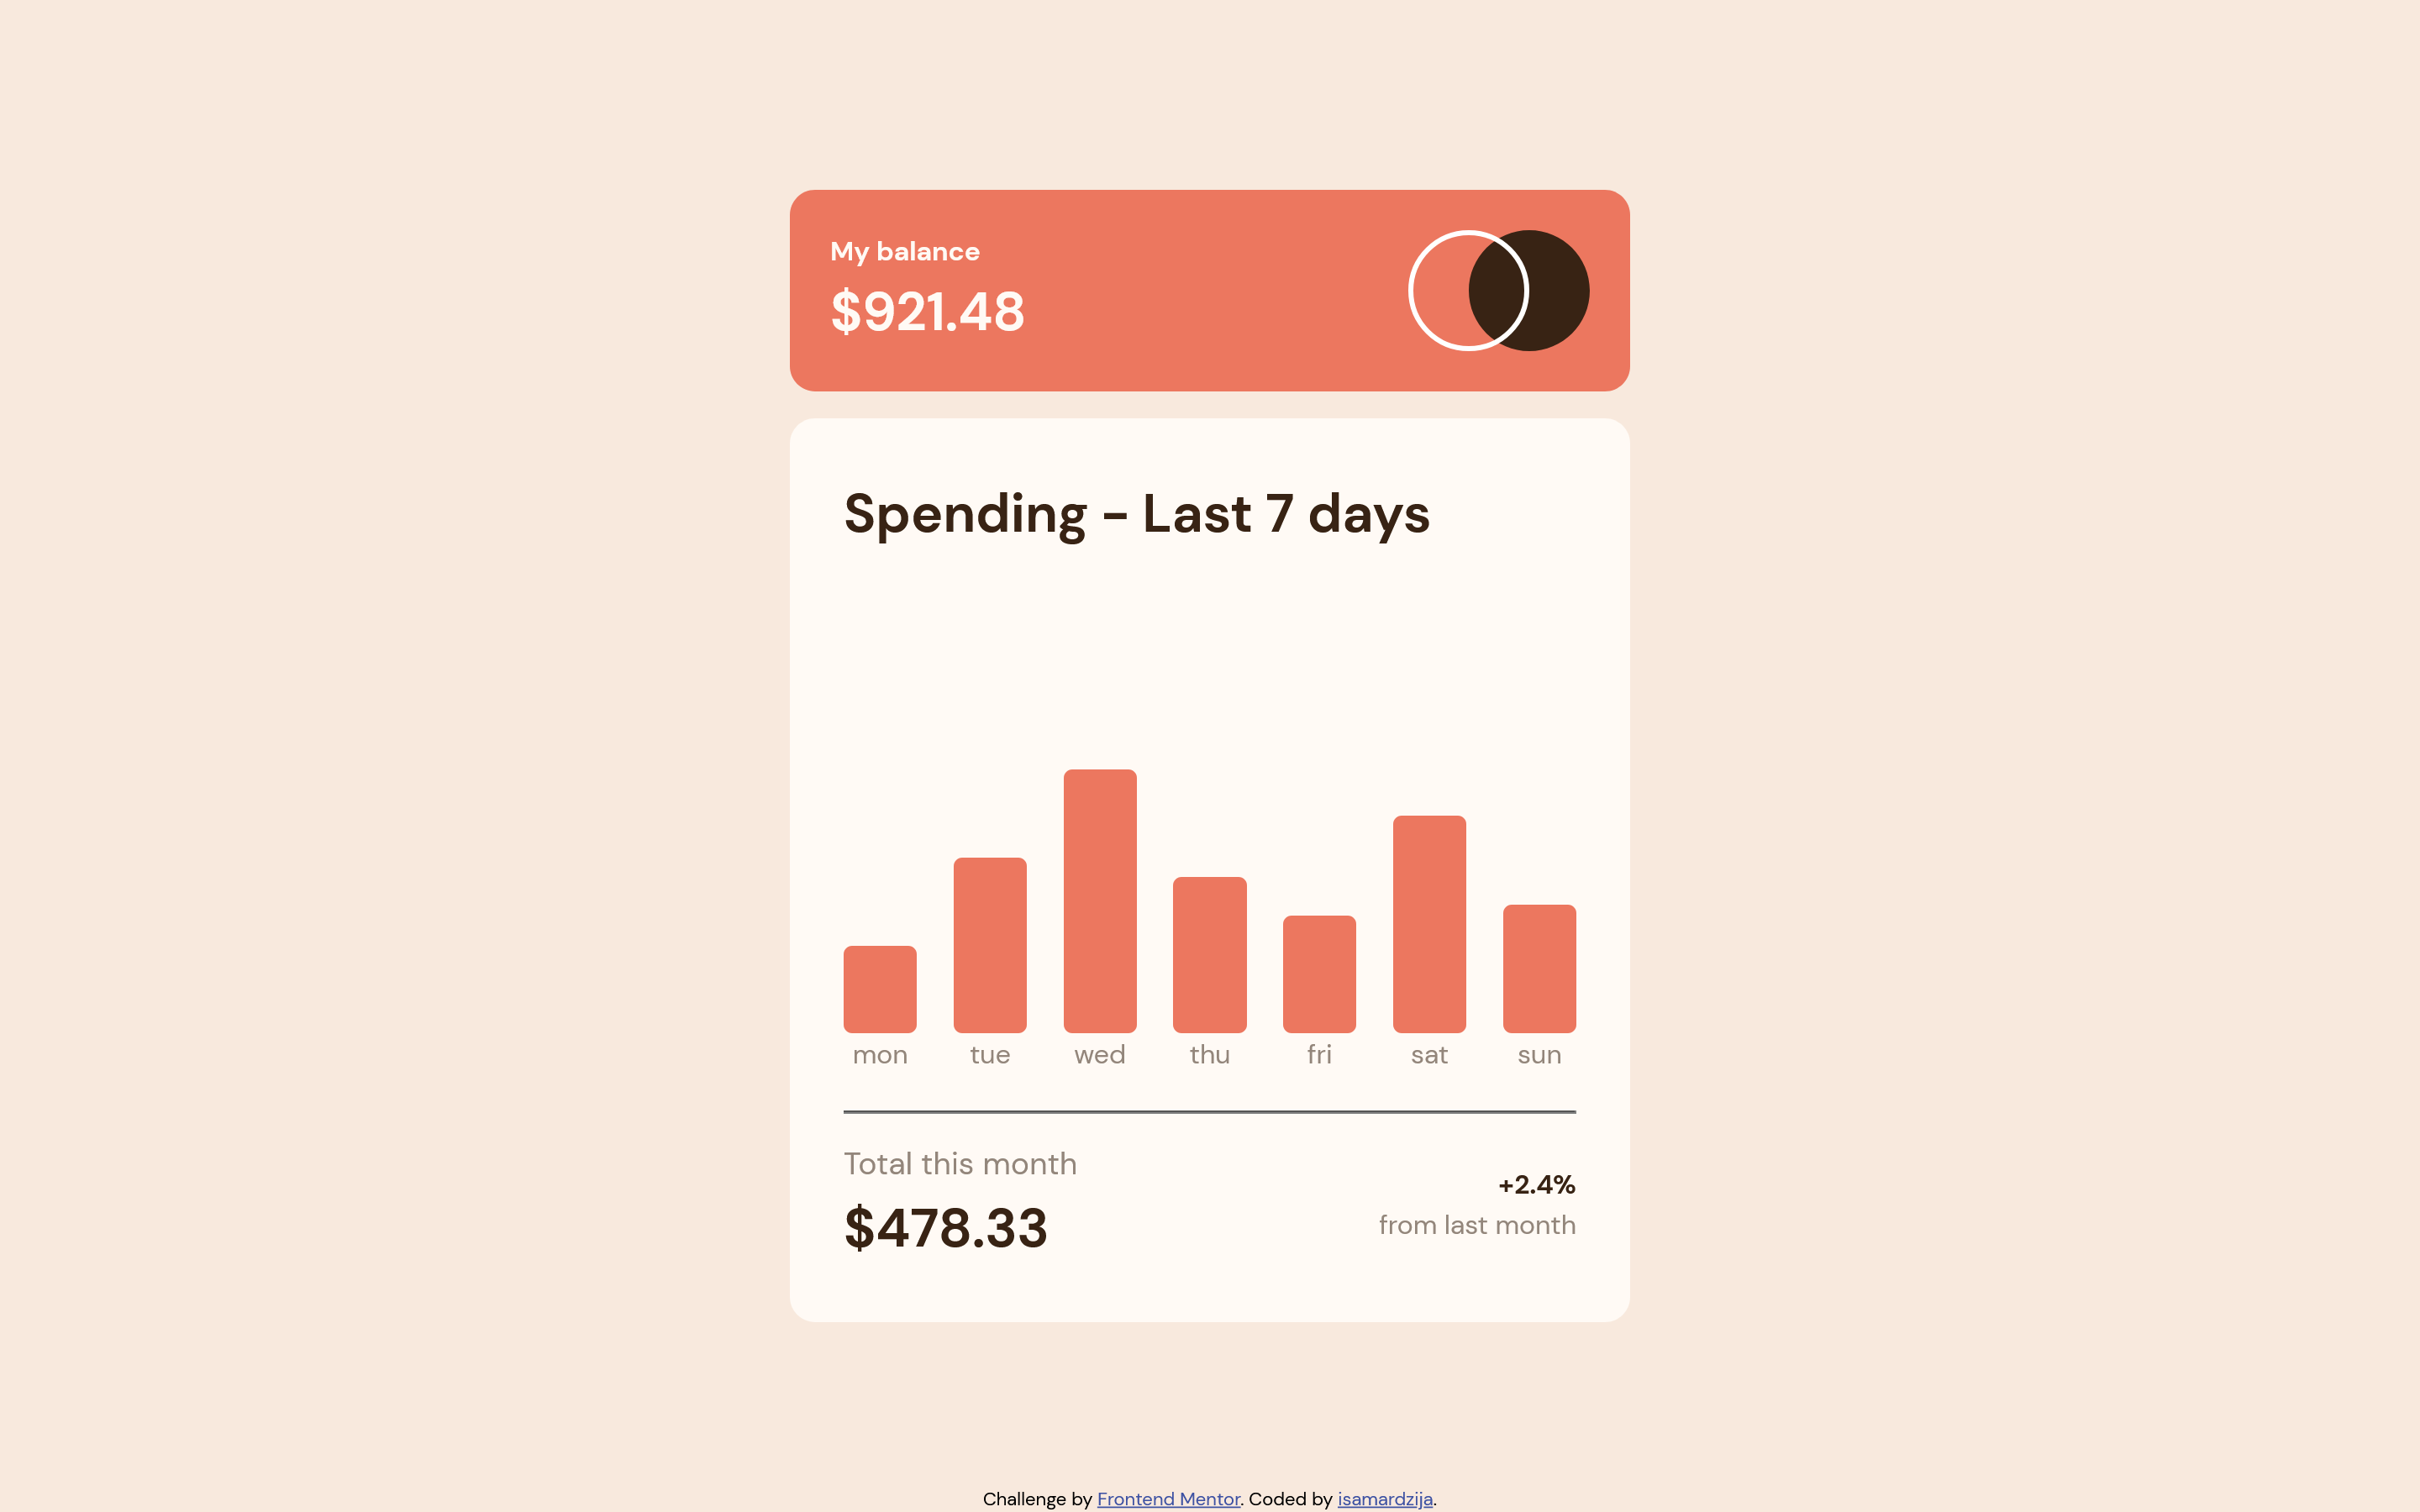 My balance
$921.48
Spending - Last 7 days
mon tue wed thu fri sat sun
Total this month
$478.33
+2.4%
from last month
Challenge by Frontend Mentor. Coded by isamardzija.